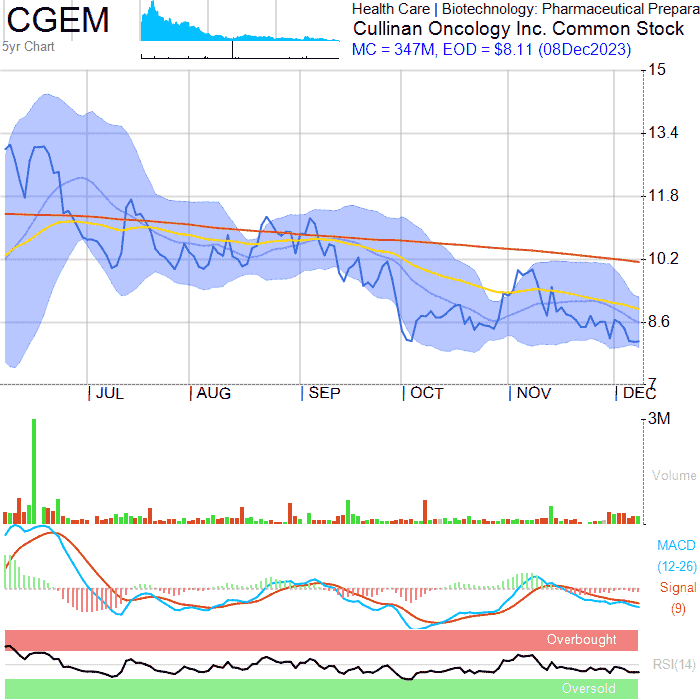 CGEM
5yr Chart
Health Care | Biotechnology: Pharmaceutical Prepara
Cullinan Oncology Inc. Common Stock
MC = 347M, EOD = $8.11 (08Dec2023)
15
13.4
11.8
10.2
8.6
7
JUL AUG SEP OCT NOV DEC
3M
Volume
MACD
(12-26)
Signal
(9)
Overbought
RSI(14)
Oversold